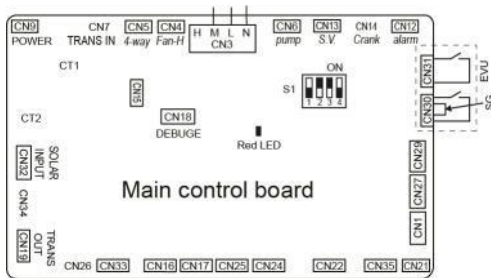 CN9 CN7 CN5 CN4 H M L N CN6 CN13 CN14 CN12
POWER TRANS IN 4-way Fan-H CN3 pump S.V. Crank alarm
CT1
ON
S1
1 2 3 4
CN31
EVU
CN30
SG
CN15
CN18
DEBUGE
Red LED
CT2
SOLAR
INPUT
CN32
CN29
CN27
CN1
Main control board
CN34
TRANS
OUT
CN19
CN26 CN33 CN16 CN17 CN25 CN24 CN22 CN35 CN21